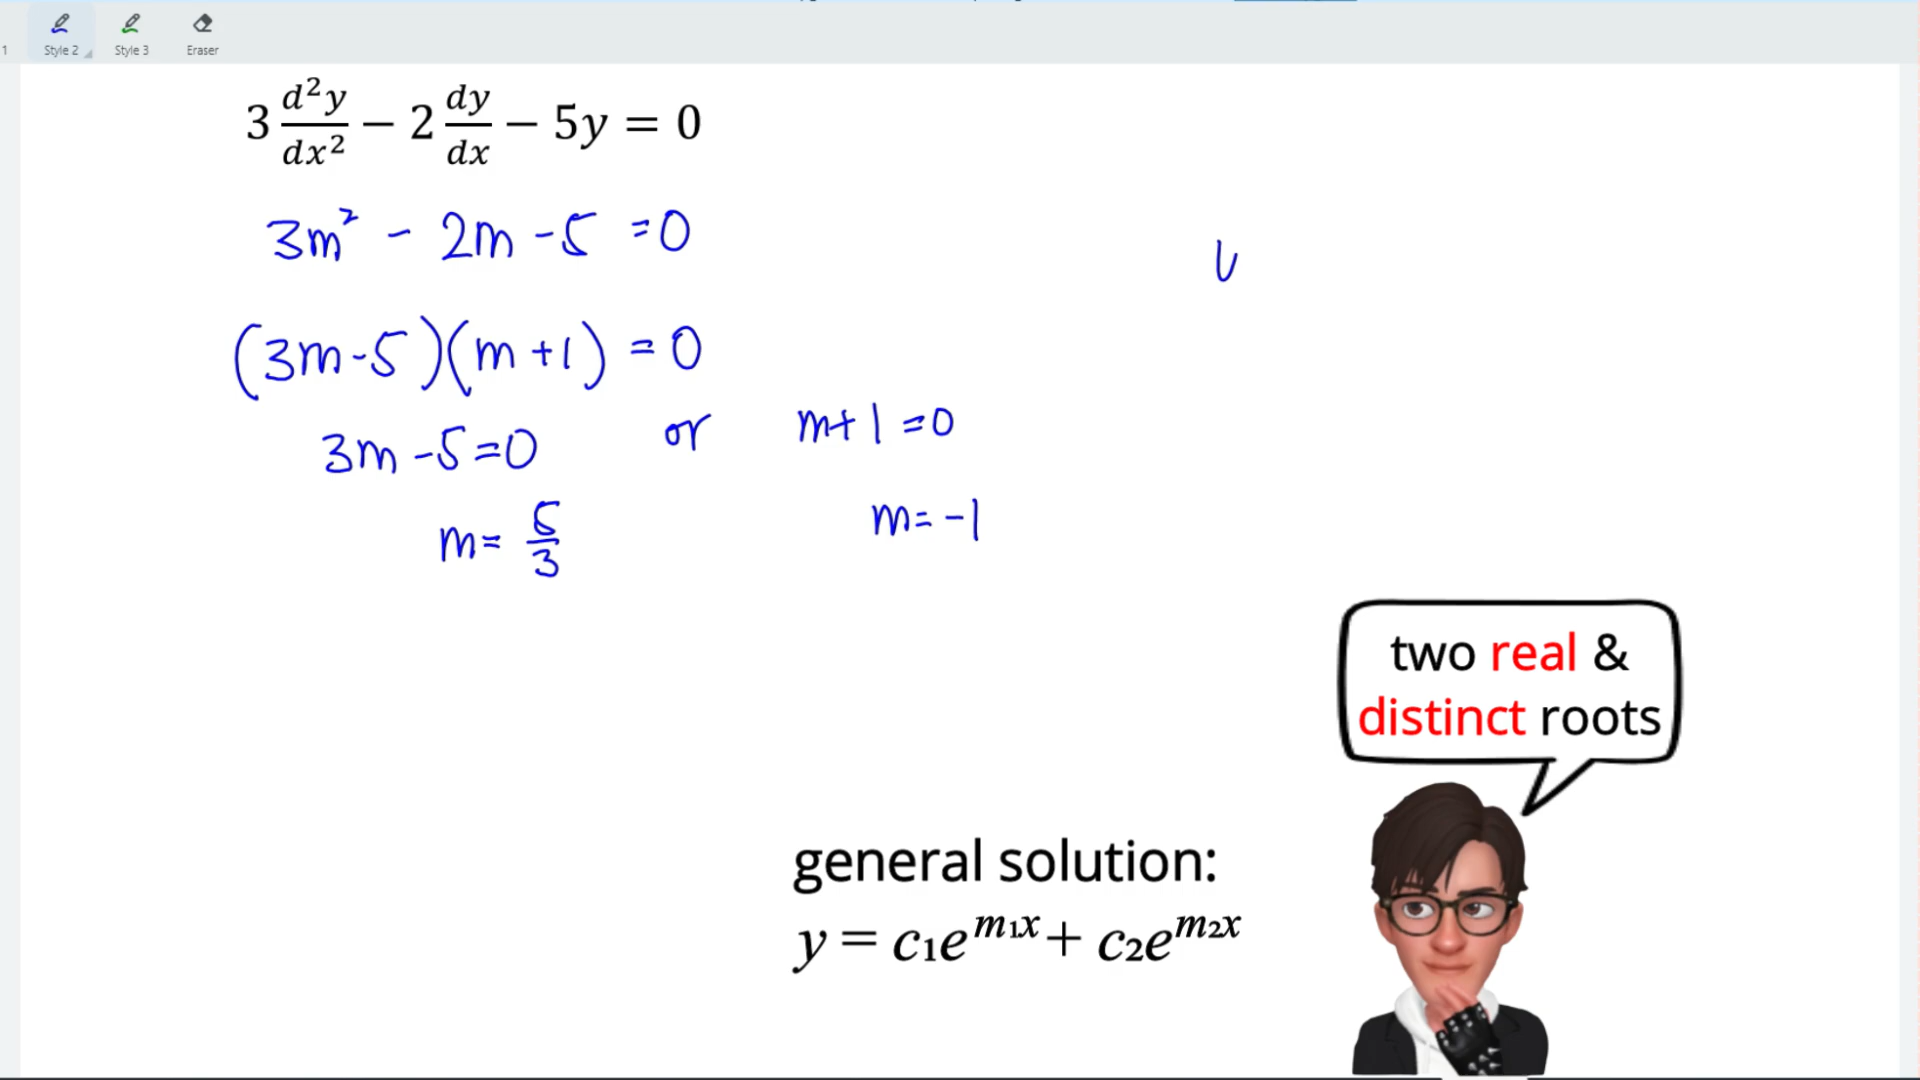 1 Style 2 Style 3 Eraser
3 d²y/dx² − 2 dy/dx − 5y = 0
3m² - 2m - 5 = 0
(3m-5)(m+1) = 0
3m - 5 = 0 or m + 1 = 0
m = 5/3 m = -1
two real &
distinct roots
general solution:
y = c₁e^{m₁x} + c₂e^{m₂x}